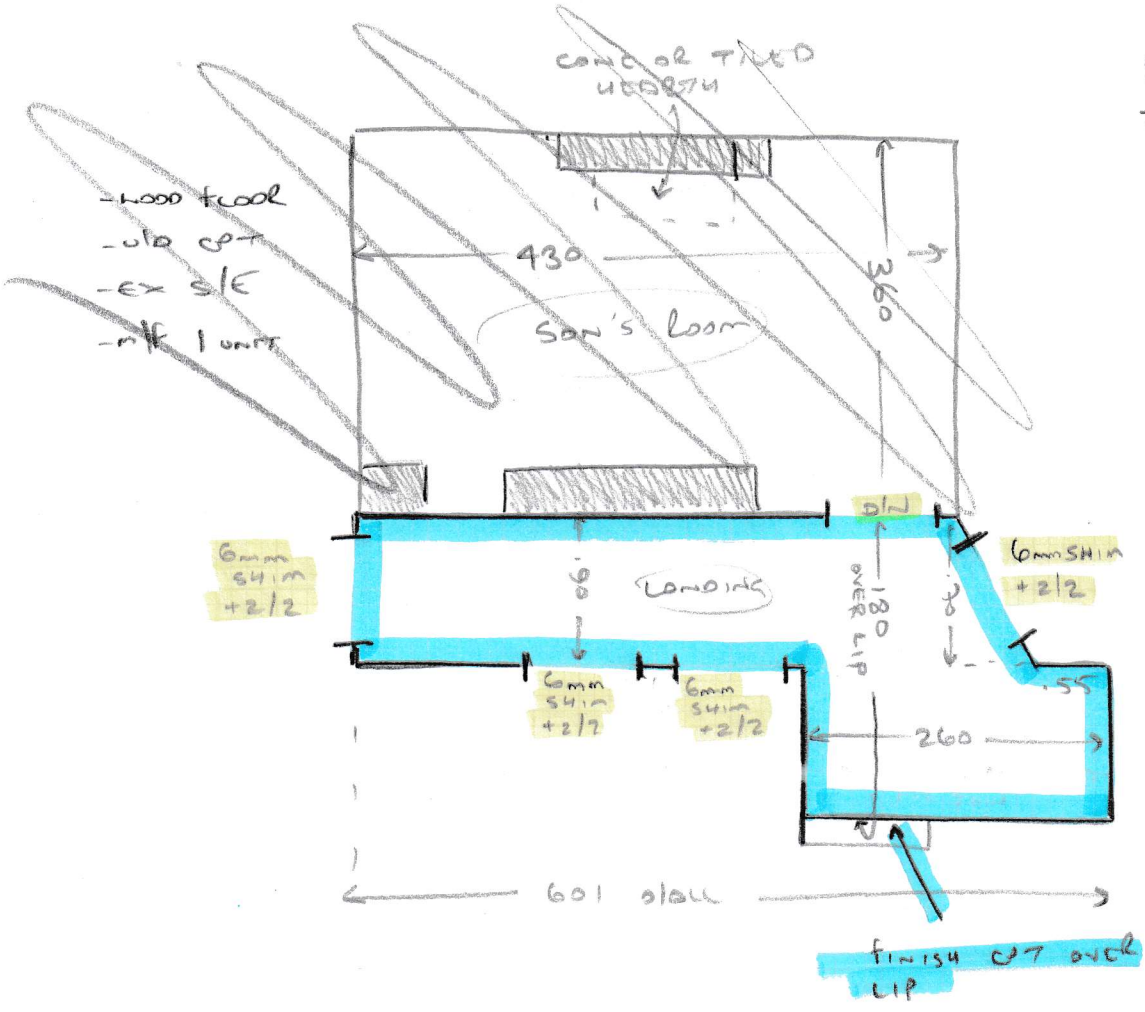 CONC OR TILED
HEARTH
-WOOD FLOOR
-U/D CPT
-EX S/E
-M/F 1 UNIT
430
360
SON'S ROOM
D/N
6mm
SHIM
+2/2
6mm SHIM
+2/2
.90
LANDING
180
OVER LIP
.90
6mm
SHIM
+2/2
6mm
SHIM
+2/2
.55
260
601 O/ALL
FINISH CPT OVER
LIP